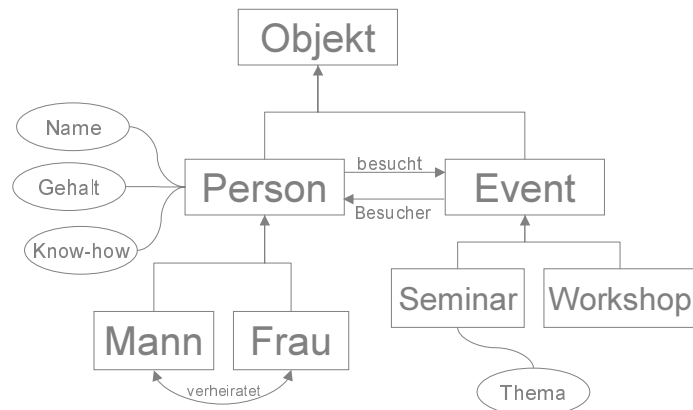 Objekt
Name
besucht
Person
Event
Gehalt
Besucher
Know-how
Seminar
Workshop
Mann
Frau
verheiratet
Thema